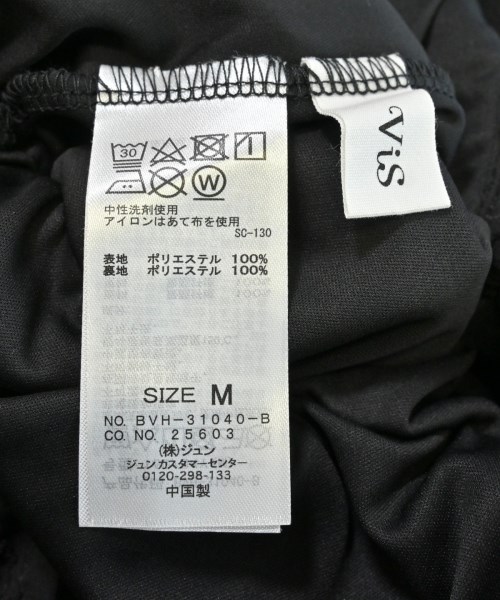 ViS
30
W
中性洗剤使用
アイロンはあて布を使用
SC-130
表地 ポリエステル 100%
裏地 ポリエステル 100%
SIZE M
NO. BVH-31040-B
CO. NO. 25603
(株)ジュン
ジュン カスタマーセンター
0120-298-133
中国製